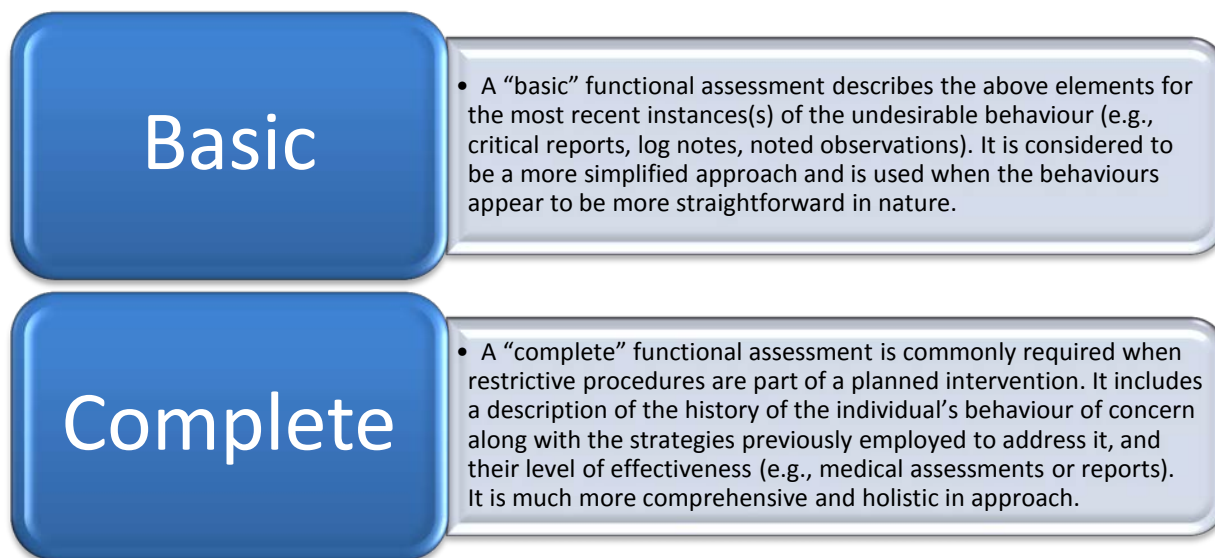 Basic
• A “basic” functional assessment describes the above elements for
the most recent instances(s) of the undesirable behaviour (e.g.,
critical reports, log notes, noted observations). It is considered to
be a more simplified approach and is used when the behaviours
appear to be more straightforward in nature.
Complete
• A “complete” functional assessment is commonly required when
restrictive procedures are part of a planned intervention. It includes
a description of the history of the individual’s behaviour of concern
along with the strategies previously employed to address it, and
their level of effectiveness (e.g., medical assessments or reports).
It is much more comprehensive and holistic in approach.